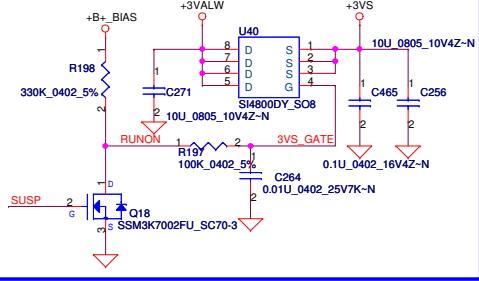 +3VALW
+3VS
+B+_BIAS
U40
8 D S 1
7 D S 2
6 D S 3
5 D G 4
SI4800DY_SO8
1
R198
330K_0402_5%
2
1
C271
2
10U_0805_10V4Z~N
10U_0805_10V4Z~N
1
C465
2
1
C256
2
0.1U_0402_16V4Z~N
RUNON
1
R197
2
100K_0402_5%
3VS_GATE
1
C264
0.01U_0402_25V7K~N
2
SUSP
1
D
2
G
Q18
S
3
SSM3K7002FU_SC70-3